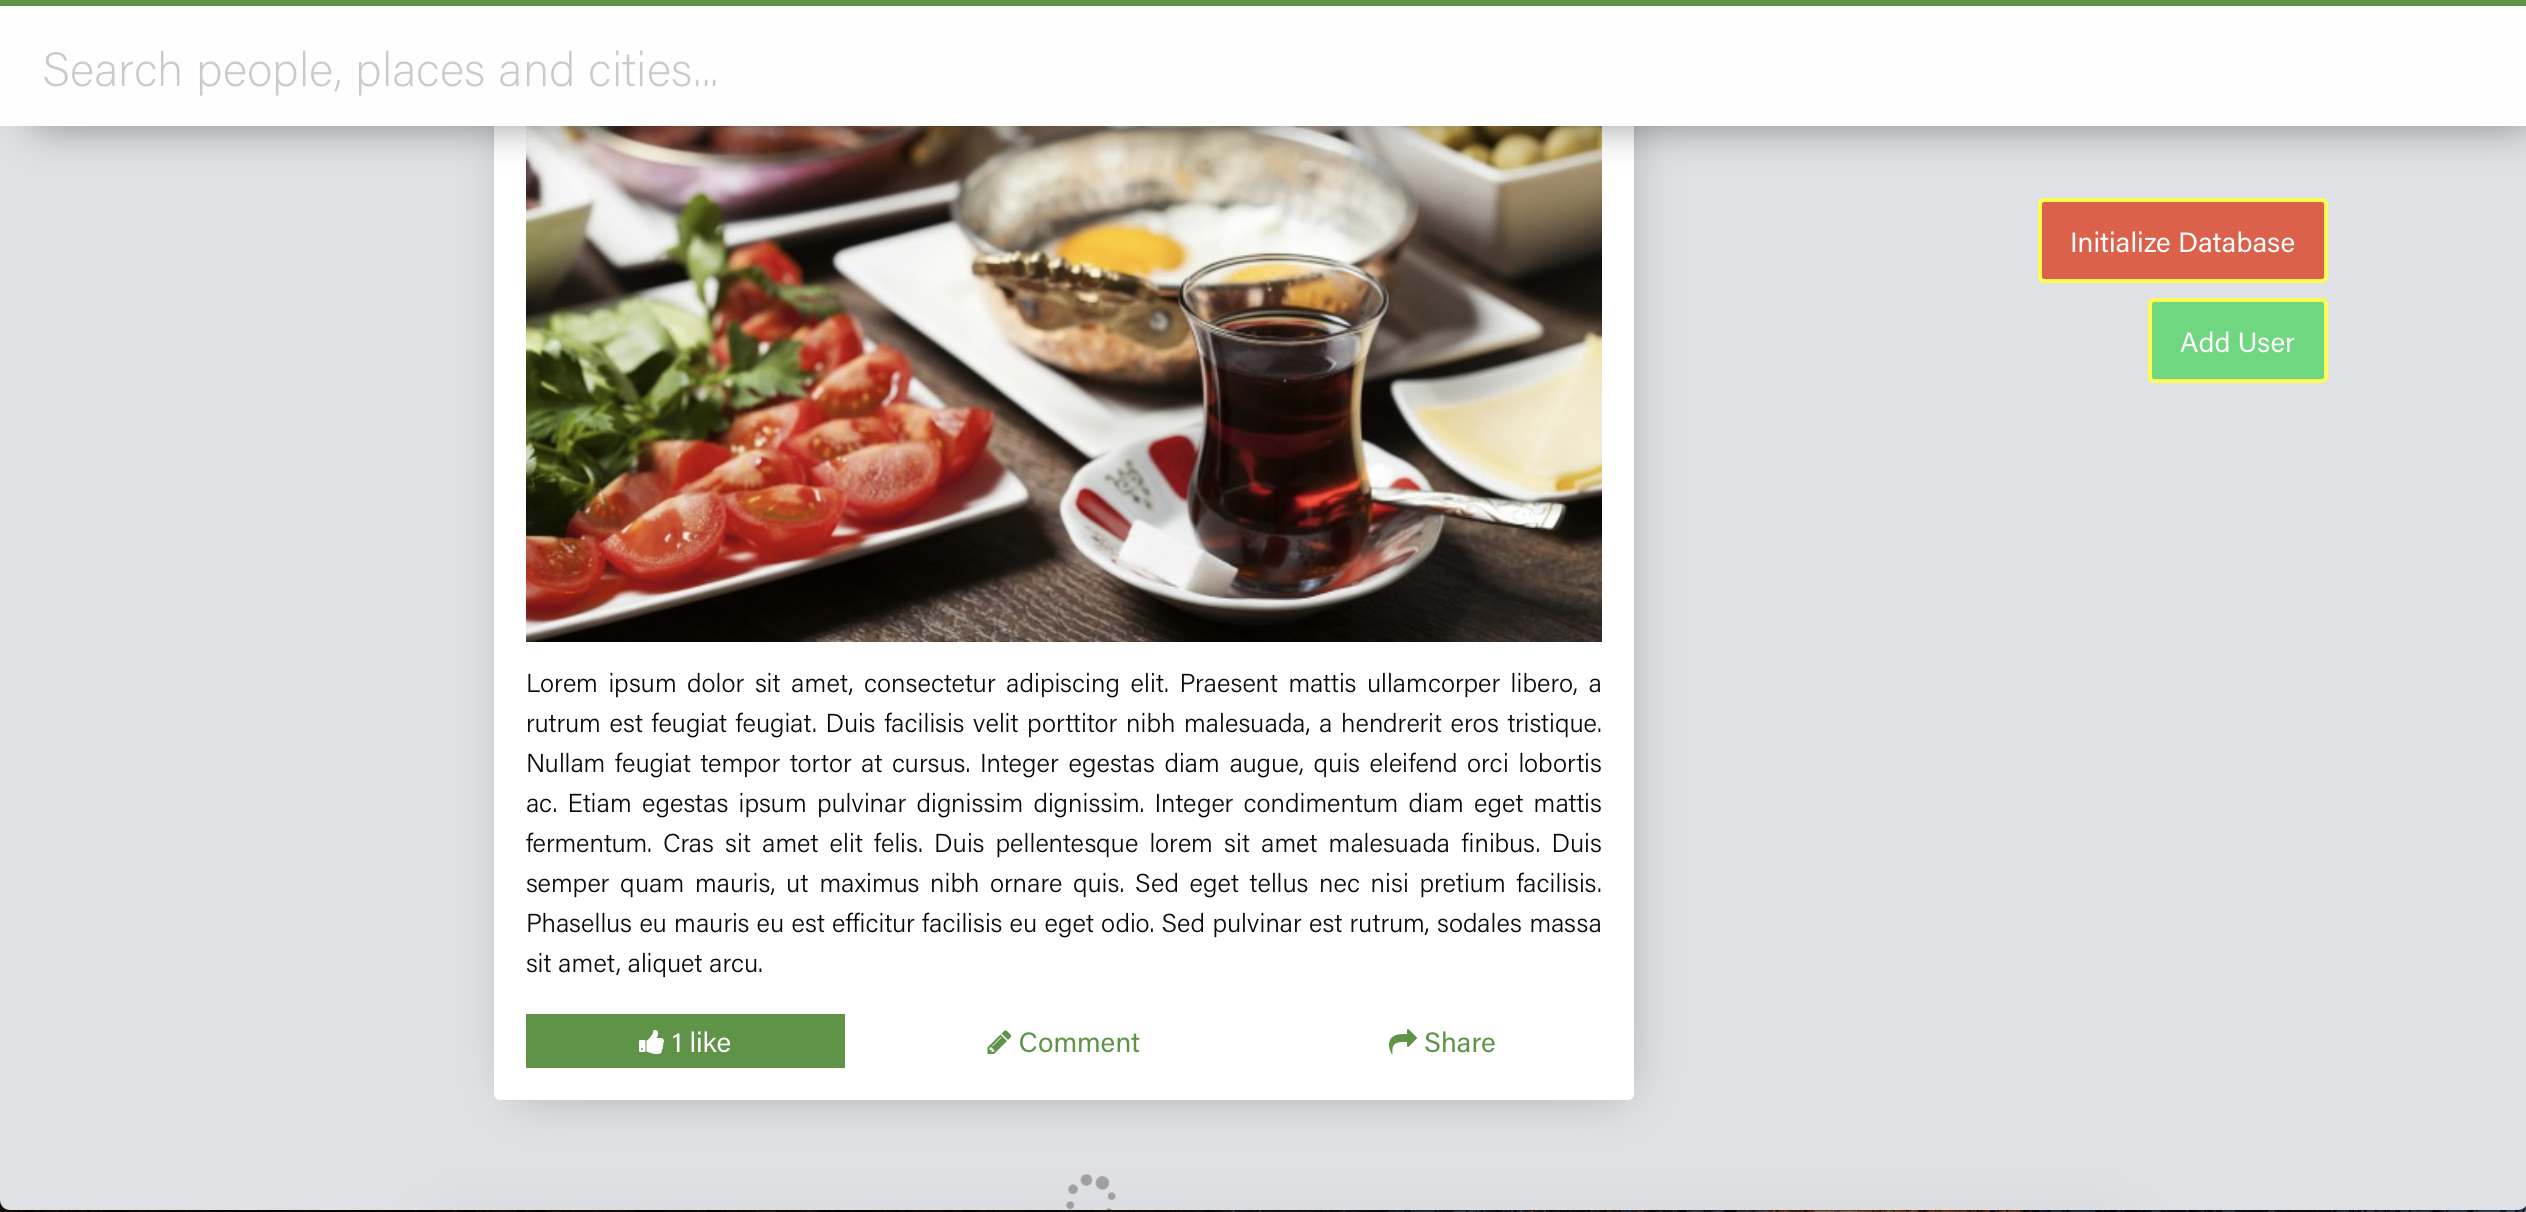 Search people, places and cities...
Initialize Database
Add User
Lorem ipsum dolor sit amet, consectetur adipiscing elit. Praesent mattis ullamcorper libero, a
rutrum est feugiat feugiat. Duis facilisis velit porttitor nibh malesuada, a hendrerit eros tristique.
Nullam feugiat tempor tortor at cursus. Integer egestas diam augue, quis eleifend orci lobortis
ac. Etiam egestas ipsum pulvinar dignissim dignissim. Integer condimentum diam eget mattis
fermentum. Cras sit amet elit felis. Duis pellentesque lorem sit amet malesuada finibus. Duis
semper quam mauris, ut maximus nibh ornare quis. Sed eget tellus nec nisi pretium facilisis.
Phasellus eu mauris eu est efficitur facilisis eu eget odio. Sed pulvinar est rutrum, sodales massa
sit amet, aliquet arcu.
1 like
Comment
Share